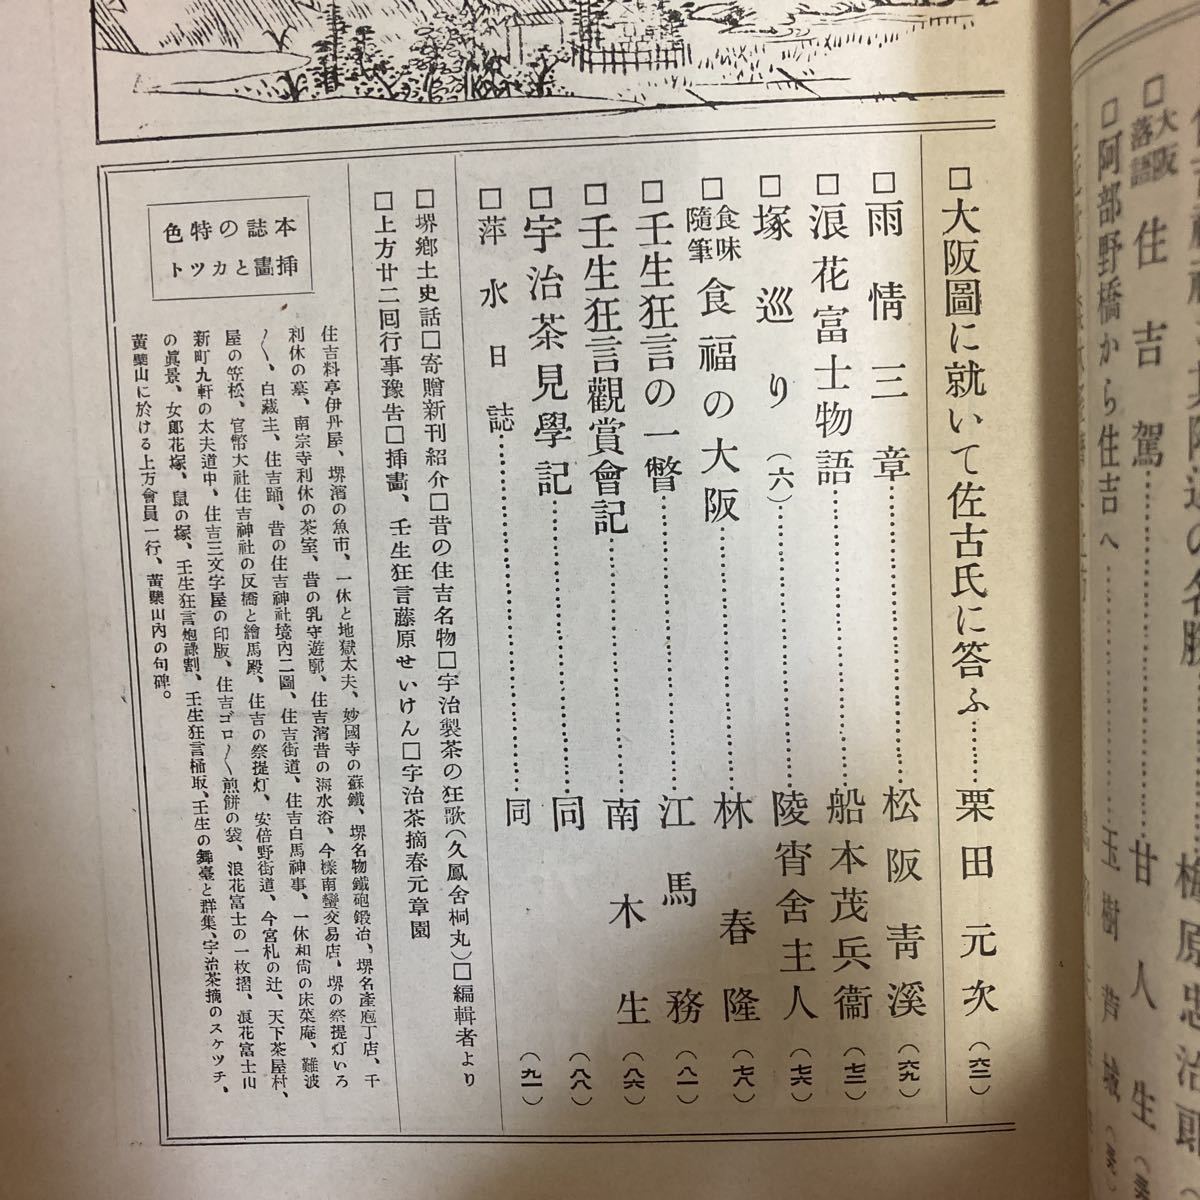 □大阪落語　住吉駕……………甘人生
□阿部野橋から住吉へ……………玉樹芦城
□大阪圖に就いて佐古氏に答ふ……栗田元次（六二）
□雨情三章……………松阪靑溪（六九）
□浪花富士物語……………船本茂兵衞（七三）
□塚巡り（六）……………陵宵舍主人（七六）
□食味隨筆　食福の大阪……………林春隆（七八）
□壬生狂言の一瞥……………江馬務（八一）
□壬生狂言觀賞會記……………南木生（八六）
□宇治茶見學記……………同（八八）
□萍水日誌……………同（九一）
□堺鄕土史話□寄贈新刊紹介□昔の住吉名物□宇治製茶の狂歌（久鳳舍桐丸）□編輯者より
□上方廿二回行事豫告□揷畫、壬生狂言藤原せいけん□宇治茶摘春元章園
本誌の特色
揷畫とカツト
住吉料亭伊丹屋、堺濱の魚市、一休と地獄太夫、妙國寺の蘇鐵、堺名物鐵砲鍛冶、堺名產庖丁店、千
利休の墓、南宗寺利休の茶室、昔の乳守遊廓、住吉濱昔の海水浴、今樣南蠻交易店、堺の祭提灯いろ
〳〵、白藏主、住吉踊、昔の住吉神社境內二圖、住吉街道、住吉白馬神事、一休和尙の床菜庵、難波
屋の笠松、官幣大社住吉神社の反橋と繪馬殿、住吉の祭提灯、安倍野街道、今宮札の辻、天下茶屋村、
新町九軒の太夫道中、住吉三文字屋の印版、住吉ゴロ〳〵煎餅の袋、浪花富士の一枚摺、浪花富士山
の眞景、女郞花塚、鼠の塚、壬生狂言炮祿割、壬生狂言桶取、壬生の舞臺と群集、宇治茶摘のスケッチ、
黃檗山に於ける上方會員一行、黃檗山內の句碑。